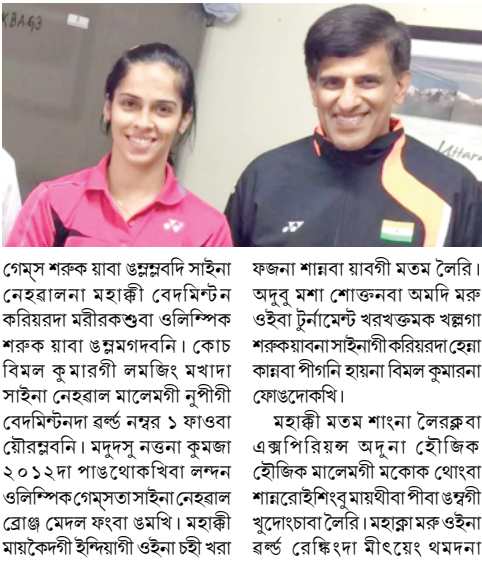 KBAG3
YONEX
YONEX
Uttara
গেম্‌স শরুক য়াবা ঙম্লম্লবদি সাইনা
নেহৱালনা মহাক্কী বেদমিন্টন
করিয়রদা মরীরকশুবা ওলিম্পিক
শরুক য়াবা ঙম্লমগদবনি। কোচ
বিমল কুমারগী লমজিং মখাদা
সাইনা নেহৱাল মালেমগী নুপীগী
বেদমিন্টনদা ৱর্ল্ড নম্বর ১ ফাওবা
য়ৌরম্লবনি। মদুদসু নত্তনা কুমজা
২০১২দা পাঙথোকখিবা লন্দন
ওলিম্পিক গেম্‌সতা সাইনা নেহৱাল
ব্রোঞ্জ মেদল ফংবা ঙমখি। মহাক্কী
মায়কৈদগী ইন্দিয়াগী ওইনা চহী খরা
ফজনা শান্নবা য়াবগী মতম লৈরি।
অদুবু মশা শোক্তনবা অমদি মরু
ওইবা টুর্নামেন্ট খরখক্তমক খল্লগা
শরুক য়াবনা সাইনাগী করিয়রদা হেন্না
কান্নবা পীগনি হায়না বিমল কুমারনা
ফোঙদোকখি।
মহাক্কী মতম শাংনা লৈরক্লবা
এক্সপিরিয়ন্স অদুনা হৌজিক
হৌজিক মালেমগী মকোক থোংবা
শান্নরোইশিংবু মায়থীবা পীবা ঙম্বগী
খুদোংচাবা লৈরি। মহাক্না মরু ওইনা
ৱর্ল্ড রেঙ্কিংদা মীৎয়েং থমদনা